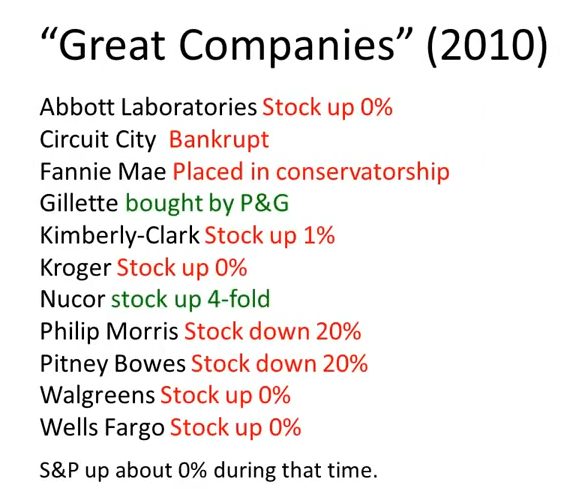 “Great Companies” (2010)
Abbott Laboratories Stock up 0%
Circuit City Bankrupt
Fannie Mae Placed in conservatorship
Gillette bought by P&G
Kimberly-Clark Stock up 1%
Kroger Stock up 0%
Nucor stock up 4-fold
Philip Morris Stock down 20%
Pitney Bowes Stock down 20%
Walgreens Stock up 0%
Wells Fargo Stock up 0%
S&P up about 0% during that time.